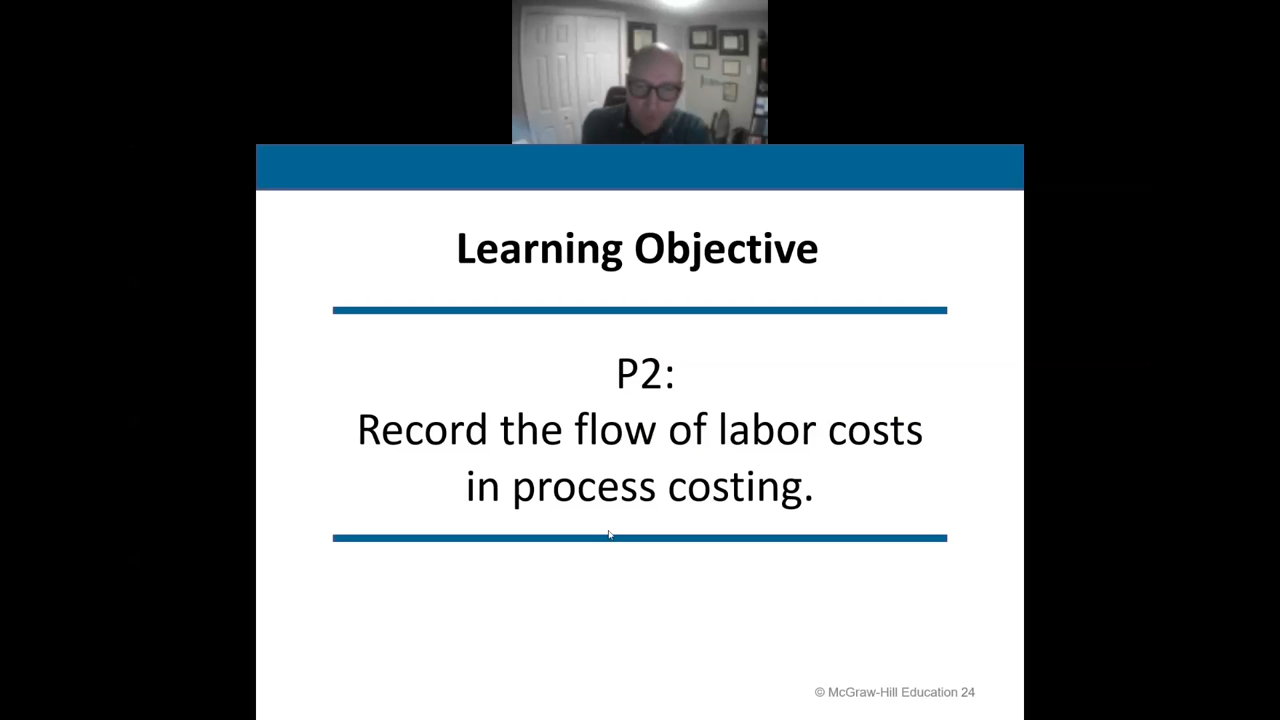 Learning Objective
P2:
Record the flow of labor costs
in process costing.
© McGraw-Hill Education 24